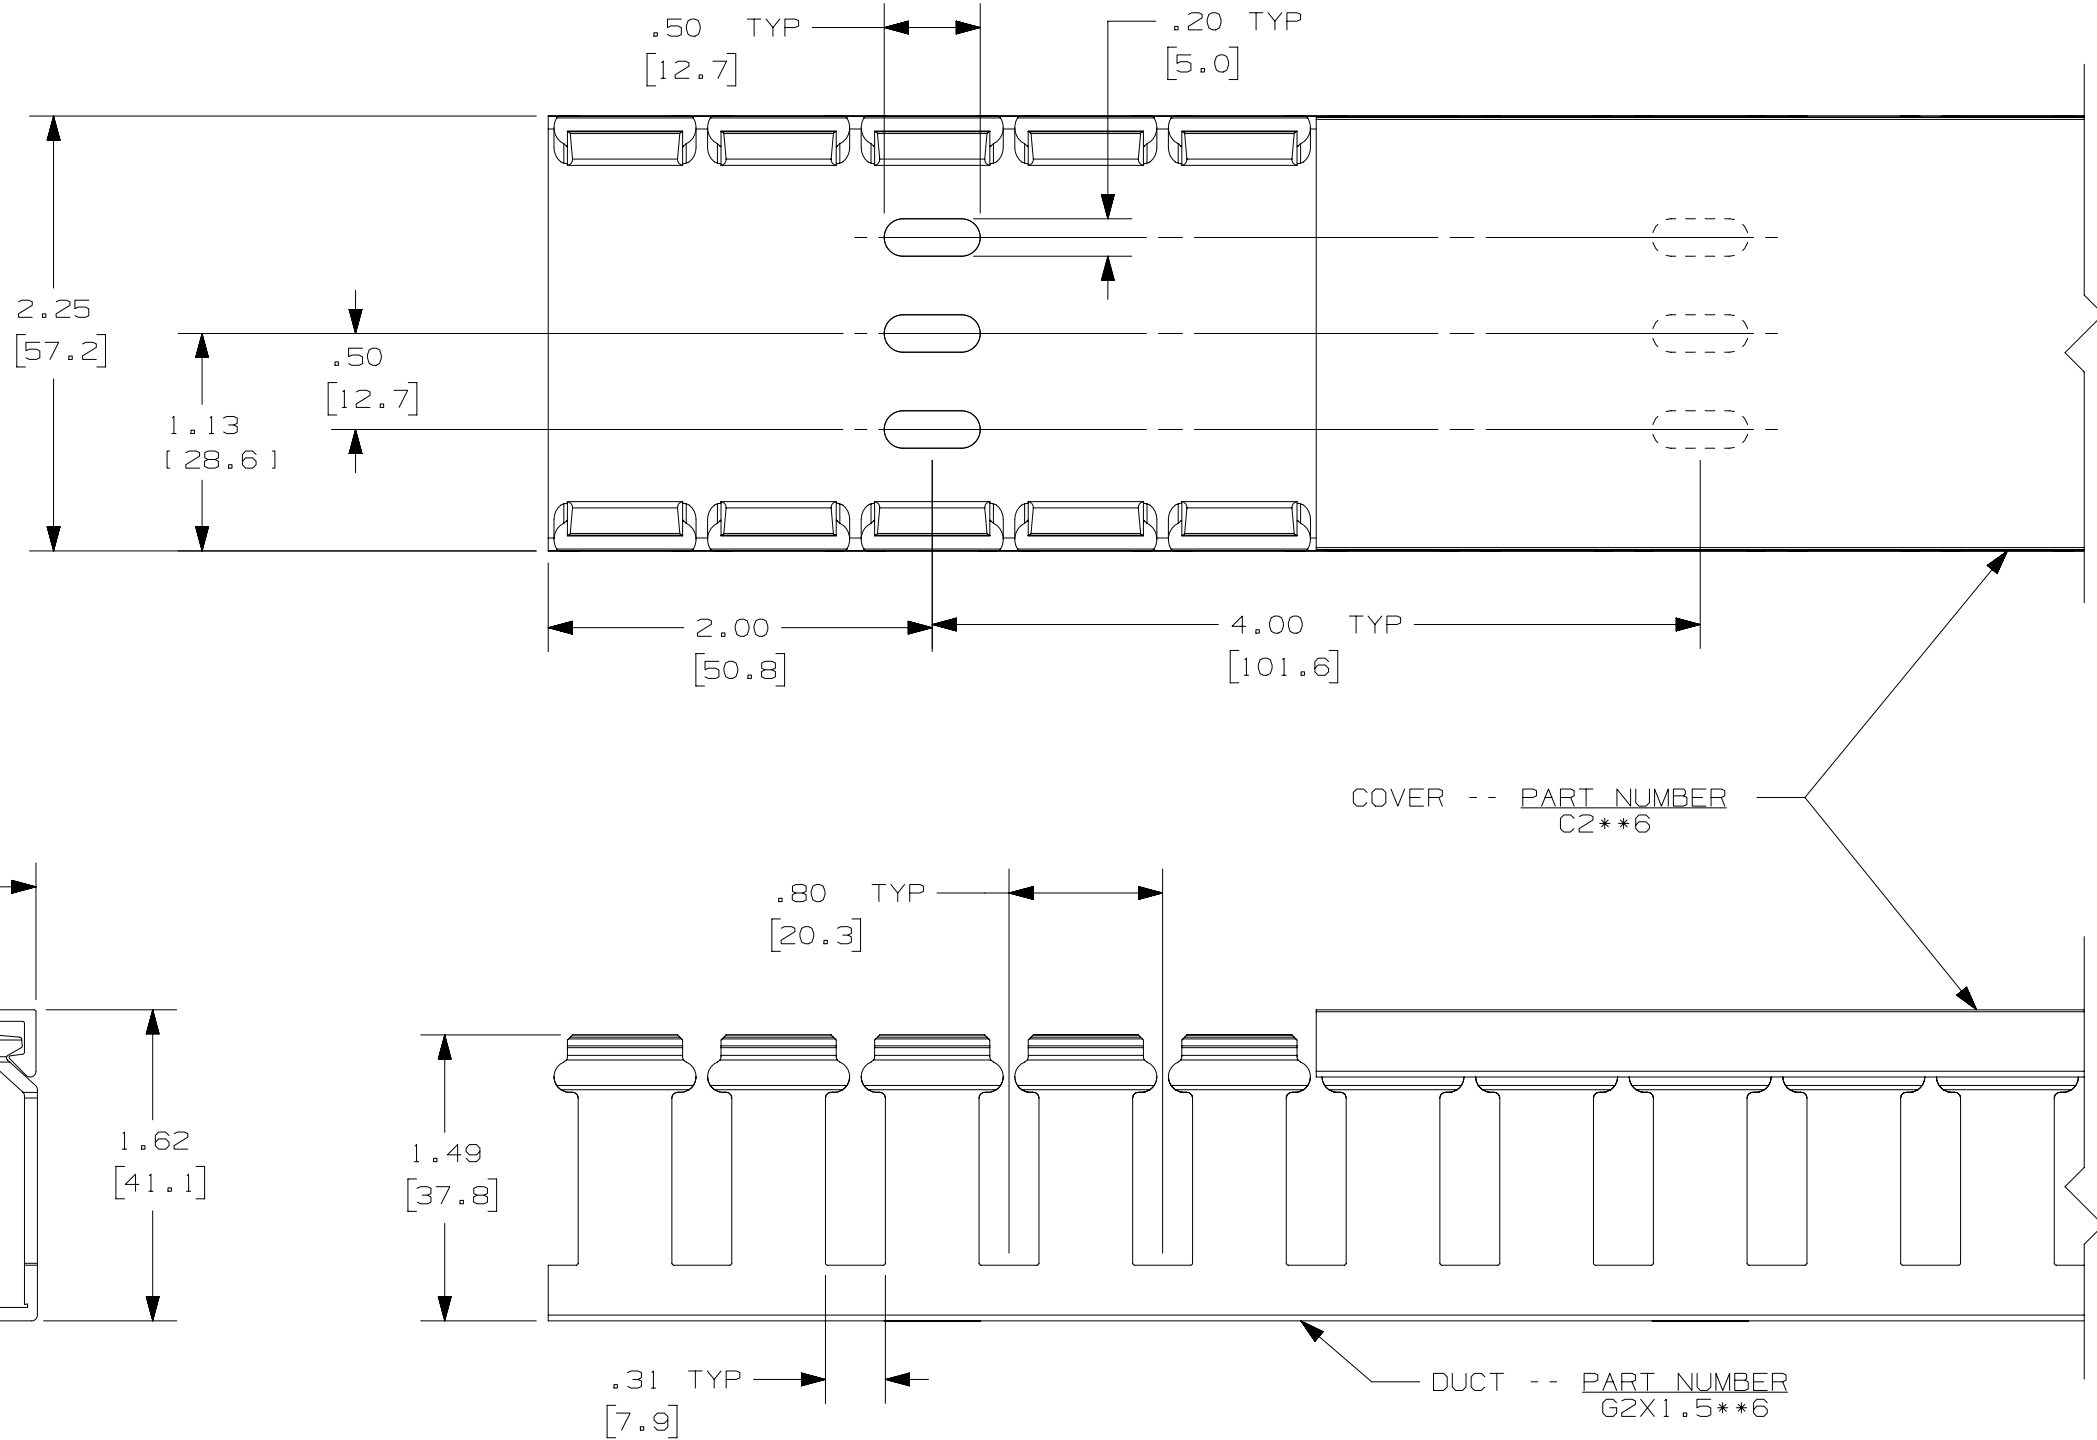 .50 TYP
[12.7]
.20 TYP
[5.0]
2.25
[57.2]
.50
[12.7]
1.13
[28.6]
2.00
[50.8]
4.00 TYP
[101.6]
COVER -- PART NUMBER
C2**6
.80 TYP
[20.3]
1.62
[41.1]
1.49
[37.8]
.31 TYP
[7.9]
DUCT -- PART NUMBER
G2X1.5**6